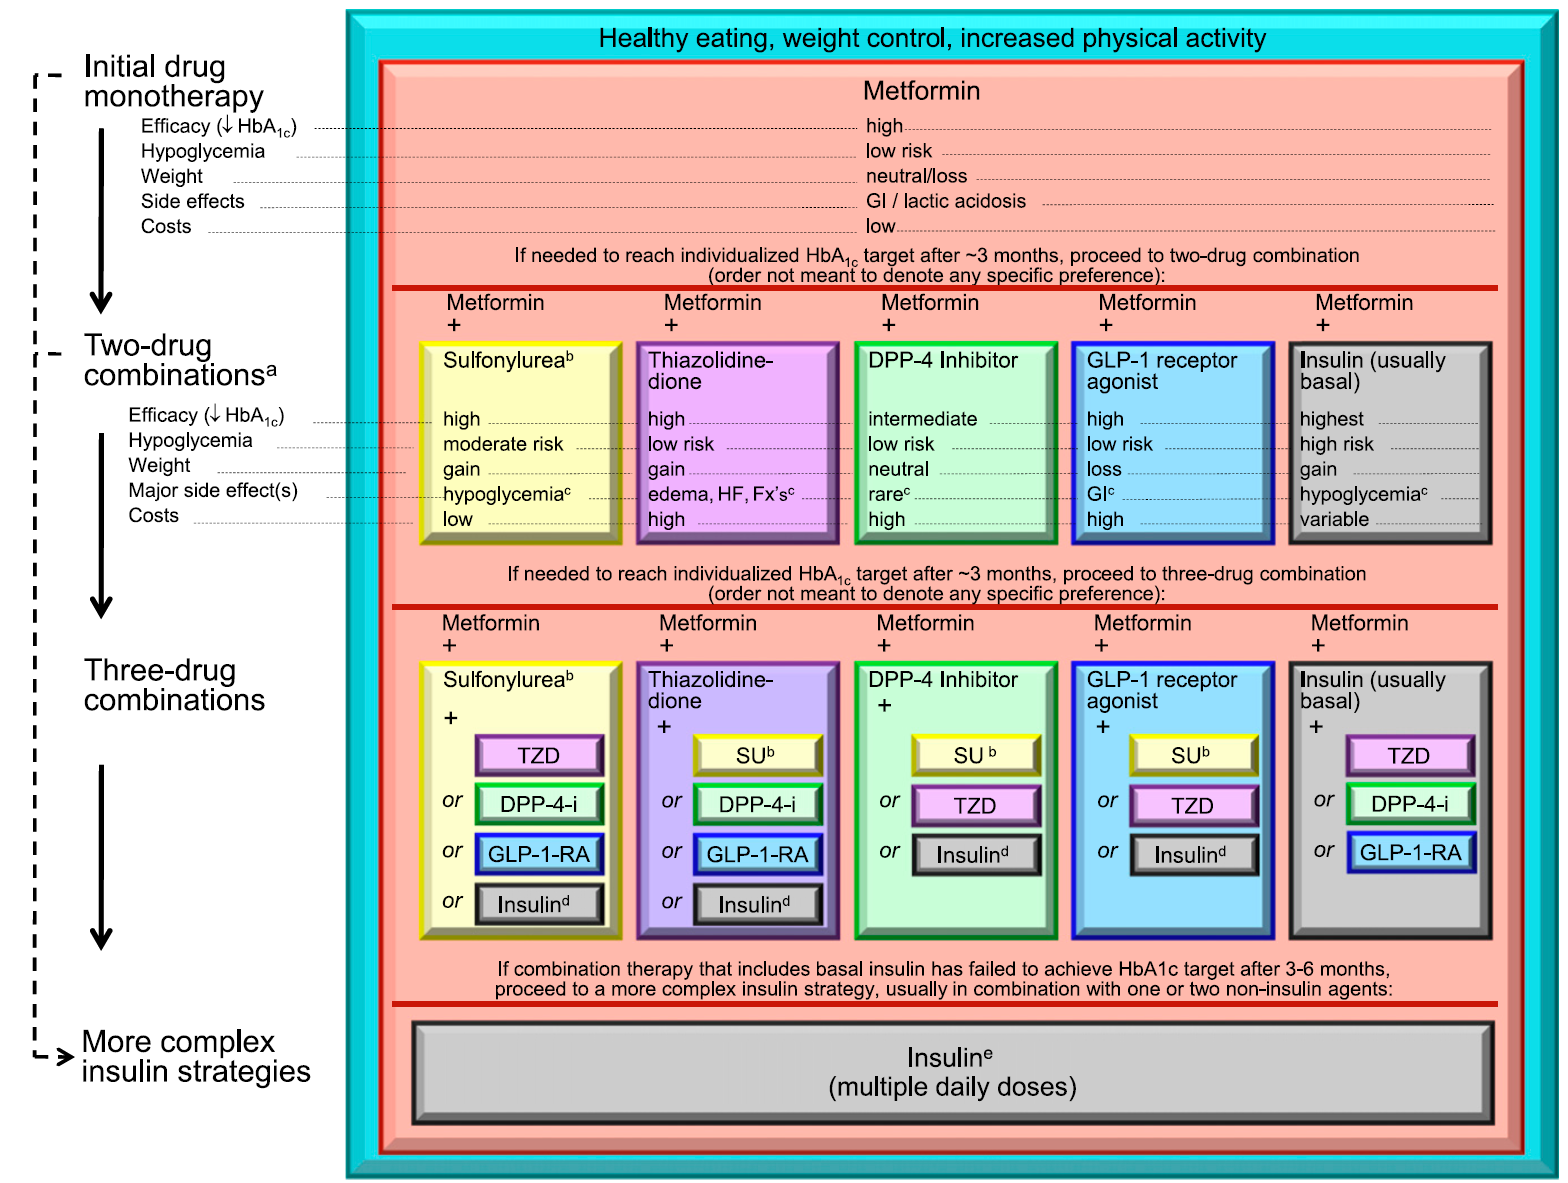 Healthy eating, weight control, increased physical activity
Initial drug
monotherapy
Metformin
Efficacy (↓ HbA1c) high
Hypoglycemia low risk
Weight neutral/loss
Side effects GI / lactic acidosis
Costs low
If needed to reach individualized HbA1c target after ~3 months, proceed to two-drug combination
(order not meant to denote any specific preference):
Metformin Metformin Metformin Metformin Metformin
+ + + + +
Two-drug
combinationsᵃ
Sulfonylureaᵇ Thiazolidine- DPP-4 Inhibitor GLP-1 receptor Insulin (usually
dione agonist basal)
Efficacy (↓ HbA1c) high high intermediate high highest
Hypoglycemia moderate risk low risk low risk low risk high risk
Weight gain gain neutral loss gain
Major side effect(s) hypoglycemiaᶜ edema, HF, Fx'sᶜ rareᶜ GIᶜ hypoglycemiaᶜ
Costs low high high high variable
If needed to reach individualized HbA1c target after ~3 months, proceed to three-drug combination
(order not meant to denote any specific preference):
Metformin Metformin Metformin Metformin Metformin
+ + + + +
Three-drug
combinations
Sulfonylureaᵇ Thiazolidine- DPP-4 Inhibitor GLP-1 receptor Insulin (usually
dione agonist basal)
+ + + + +
TZD SUᵇ SU ᵇ SUᵇ TZD
or DPP-4-i or DPP-4-i or TZD or TZD or DPP-4-i
or GLP-1-RA or GLP-1-RA or Insulinᵈ or Insulinᵈ or GLP-1-RA
or Insulinᵈ or Insulinᵈ
If combination therapy that includes basal insulin has failed to achieve HbA1c target after 3-6 months,
proceed to a more complex insulin strategy, usually in combination with one or two non-insulin agents:
More complex
insulin strategies
Insulinᵉ
(multiple daily doses)